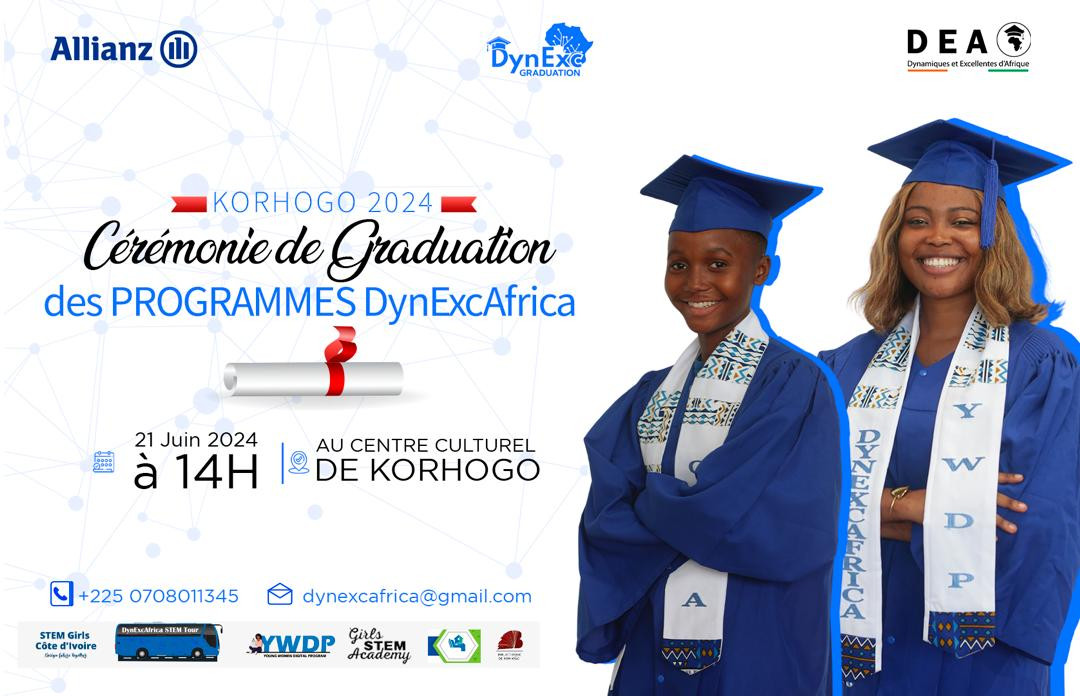 Allianz
DynExc
GRADUATION
D E A
Dynamiques et Excellentes d'Afrique
KORHOGO 2024
Cérémonie de Graduation
des PROGRAMMES DynExcAfrica
21 Juin 2024
à 14H
AU CENTRE CULTUREL
DE KORHOGO
+225 0708011345
dynexcafrica@gmail.com
STEM Girls
Côte d'Ivoire
DynExcAfrica STEM Tour
YWDP
YOUNG WOMEN DIGITAL PROGRAM
Girls
STEM
Academy
A
DYNEXCAFRICA
YWDP